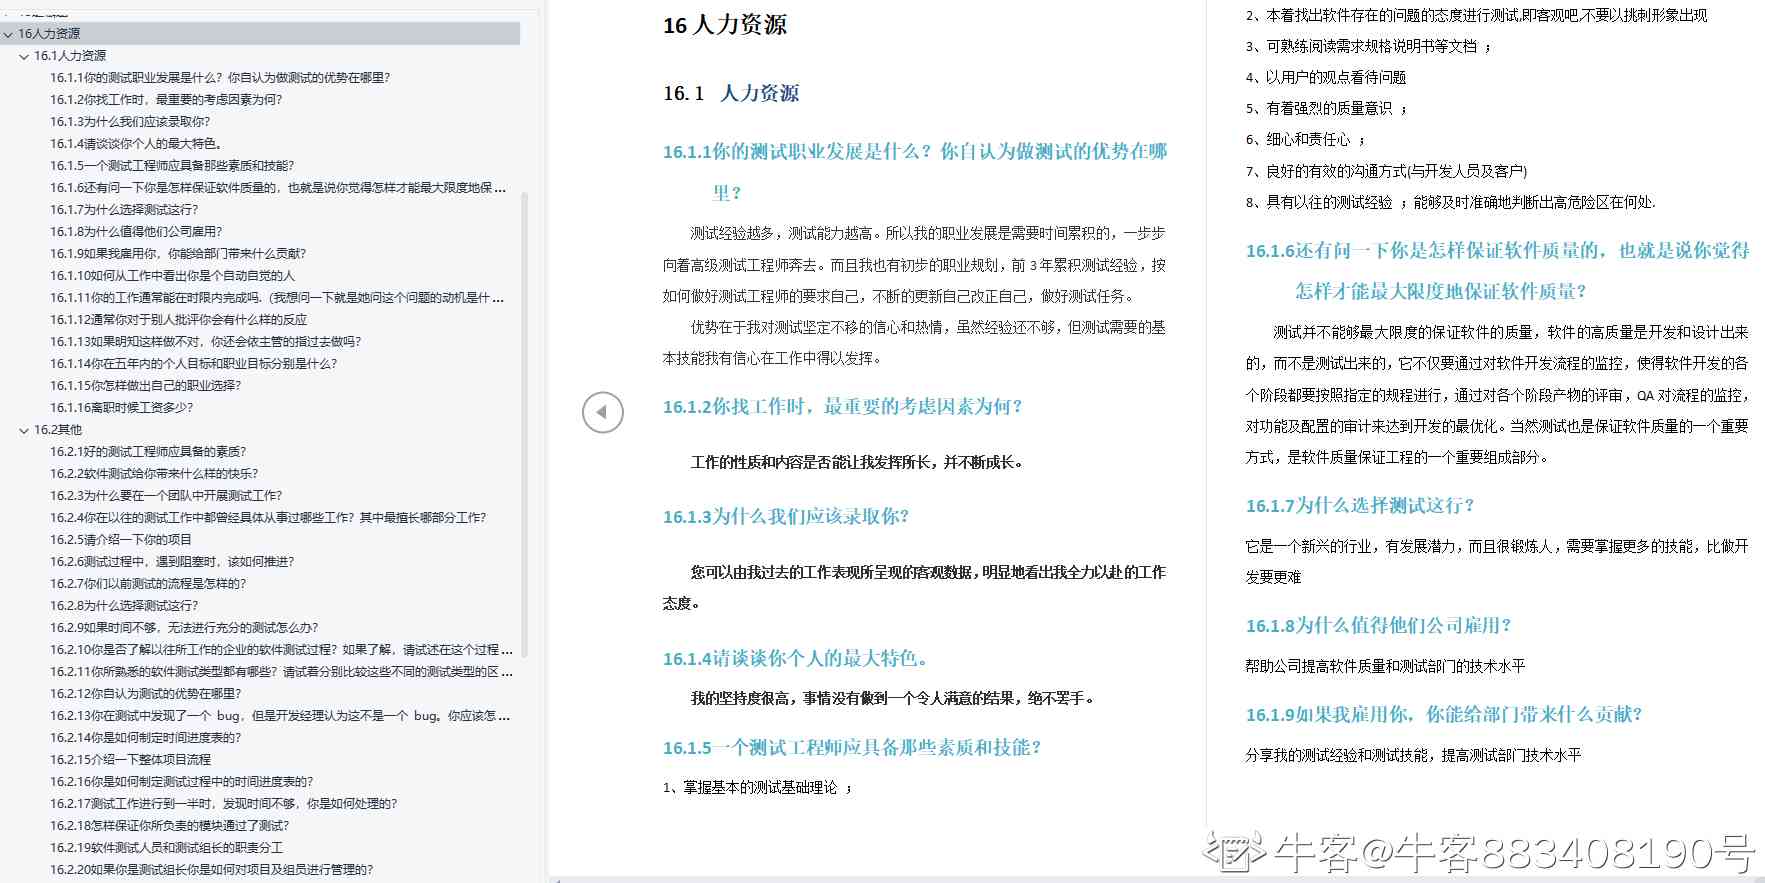 16人力资源
16.1人力资源
16.1.1你的测试职业发展是什么？你自认为做测试的优势在哪里？
16.1.2你找工作时，最重要的考虑因素为何？
16.1.3为什么我们应该录取你？
16.1.4请谈谈你个人的最大特色。
16.1.5一个测试工程师应具备那些素质和技能？
16.1.6还有问一下你是怎样保证软件质量的，也就是说你觉得怎样才能最大限度地保...
16.1.7为什么选择测试这行？
16.1.8为什么值得他们公司雇用？
16.1.9如果我雇用你，你能给部门带来什么贡献？
16.1.10如何从工作中看出你是个自动自觉的人
16.1.11你的工作通常能在时限内完成吗.（我想问一下就是她问这个问题的动机是什...
16.1.12通常你对于别人批评你会有什么样的反应
16.1.13如果明知这样做不对，你还会依主管的指过去做吗？
16.1.14你在五年内的个人目标和职业目标分别是什么？
16.1.15你怎样做出自己的职业选择？
16.1.16离职时候工资多少？
16.2其他
16.2.1好的测试工程师应具备的素质？
16.2.2软件测试给你带来什么样的快乐？
16.2.3为什么要在一个团队中开展测试工作？
16.2.4你在以往的测试工作中都曾经具体从事过哪些工作？其中最擅长哪部分工作？
16.2.5请介绍一下你的项目
16.2.6测试过程中，遇到阻塞时，该如何推进？
16.2.7你们以前测试的流程是怎样的？
16.2.8为什么选择测试这行？
16.2.9如果时间不够，无法进行充分的测试怎么办？
16.2.10你是否了解以往所工作的企业的软件测试过程？如果了解，请试述在这个过程...
16.2.11你所熟悉的软件测试类型都有哪些？请试着分别比较这些不同的测试类型的区...
16.2.12你自认为测试的优势在哪里？
16.2.13你在测试中发现了一个 bug，但是开发经理认为这不是一个 bug。你应该怎...
16.2.14你是如何制定时间进度表的？
16.2.15介绍一下整体项目流程
16.2.16你是如何制定测试过程中的时间进度表的？
16.2.17测试工作进行到一半时，发现时间不够，你是如何处理的？
16.2.18怎样保证你所负责的模块通过了测试？
16.2.19软件测试人员和测试组长的职责分工
16.2.20如果你是测试组长你是如何对项目及组员进行管理的？
16 人力资源
16.1 人力资源
16.1.1你的测试职业发展是什么？你自认为做测试的优势在哪
里？
测试经验越多，测试能力越高。所以我的职业发展是需要时间累积的，一步步
向着高级测试工程师奔去。而且我也有初步的职业规划，前 3 年累积测试经验，按
如何做好测试工程师的要求自己，不断的更新自己改正自己，做好测试任务。
优势在于我对测试坚定不移的信心和热情，虽然经验还不够，但测试需要的基
本技能我有信心在工作中得以发挥。
16.1.2你找工作时，最重要的考虑因素为何？
工作的性质和内容是否能让我发挥所长，并不断成长。
16.1.3为什么我们应该录取你？
您可以由我过去的工作表现所呈现的客观数据，明显地看出我全力以赴的工作
态度。
16.1.4请谈谈你个人的最大特色。
我的坚持度很高，事情没有做到一个令人满意的结果，绝不罢手。
16.1.5一个测试工程师应具备那些素质和技能？
1、掌握基本的测试基础理论 ；
2、本着找出软件存在的问题的态度进行测试,即客观吧,不要以挑刺形象出现
3、可熟练阅读需求规格说明书等文档 ；
4、以用户的观点看待问题
5、有着强烈的质量意识 ；
6、细心和责任心 ；
7、良好的有效的沟通方式(与开发人员及客户)
8、具有以往的测试经验 ；能够及时准确地判断出高危险区在何处.
16.1.6还有问一下你是怎样保证软件质量的，也就是说你觉得
怎样才能最大限度地保证软件质量？
测试并不能够最大限度的保证软件的质量，软件的高质量是开发和设计出来
的，而不是测试出来的，它不仅要通过对软件开发流程的监控，使得软件开发的各
个阶段都要按照指定的规程进行，通过对各个阶段产物的评审，QA 对流程的监控，
对功能及配置的审计来达到开发的最优化。当然测试也是保证软件质量的一个重要
方式，是软件质量保证工程的一个重要组成部分。
16.1.7为什么选择测试这行？
它是一个新兴的行业，有发展潜力，而且很锻炼人，需要掌握更多的技能，比做开
发要更难
16.1.8为什么值得他们公司雇用？
帮助公司提高软件质量和测试部门的技术水平
16.1.9如果我雇用你，你能给部门带来什么贡献？
分享我的测试经验和测试技能，提高测试部门技术水平
牛客@牛客883408190号